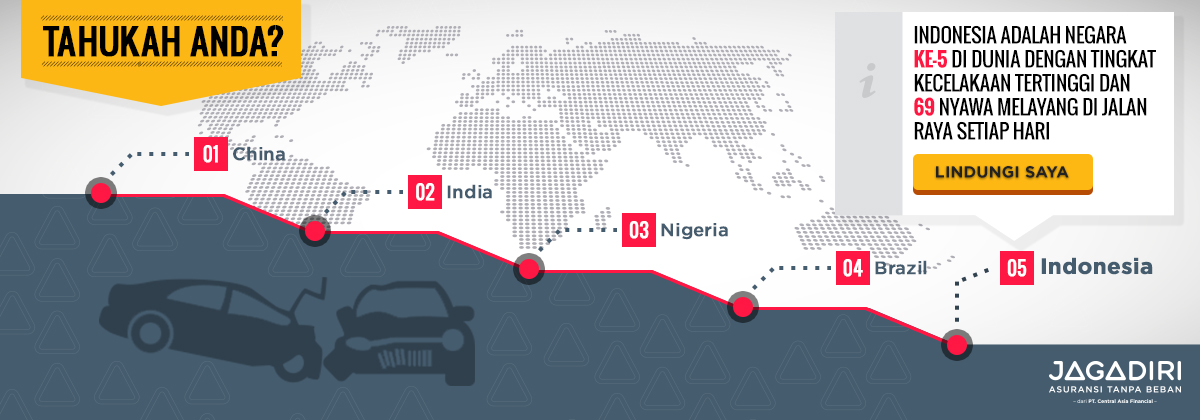 TAHUKAH ANDA?
i
INDONESIA ADALAH NEGARA
KE-5 DI DUNIA DENGAN TINGKAT
KECELAKAAN TERTINGGI DAN
69 NYAWA MELAYANG DI JALAN
RAYA SETIAP HARI
LINDUNGI SAYA
01 China
02 India
03 Nigeria
04 Brazil
05 Indonesia
JAGADIRI
ASURANSI TANPA BEBAN
- dari PT. Central Asia Financial -